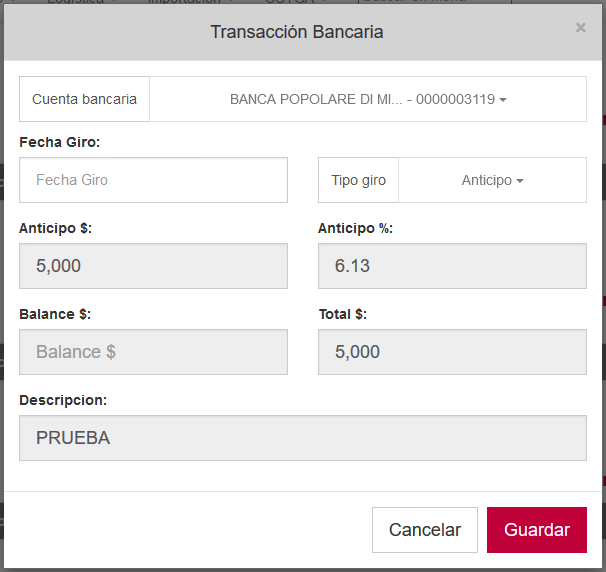 Transacción Bancaria
×
Cuenta bancaria BANCA POPOLARE DI MI... - 0000003119
Fecha Giro:
Fecha Giro Tipo giro Anticipo
Anticipo $: Anticipo %:
5,000 6.13
Balance $: Total $:
Balance $ 5,000
Descripcion:
PRUEBA
Cancelar Guardar